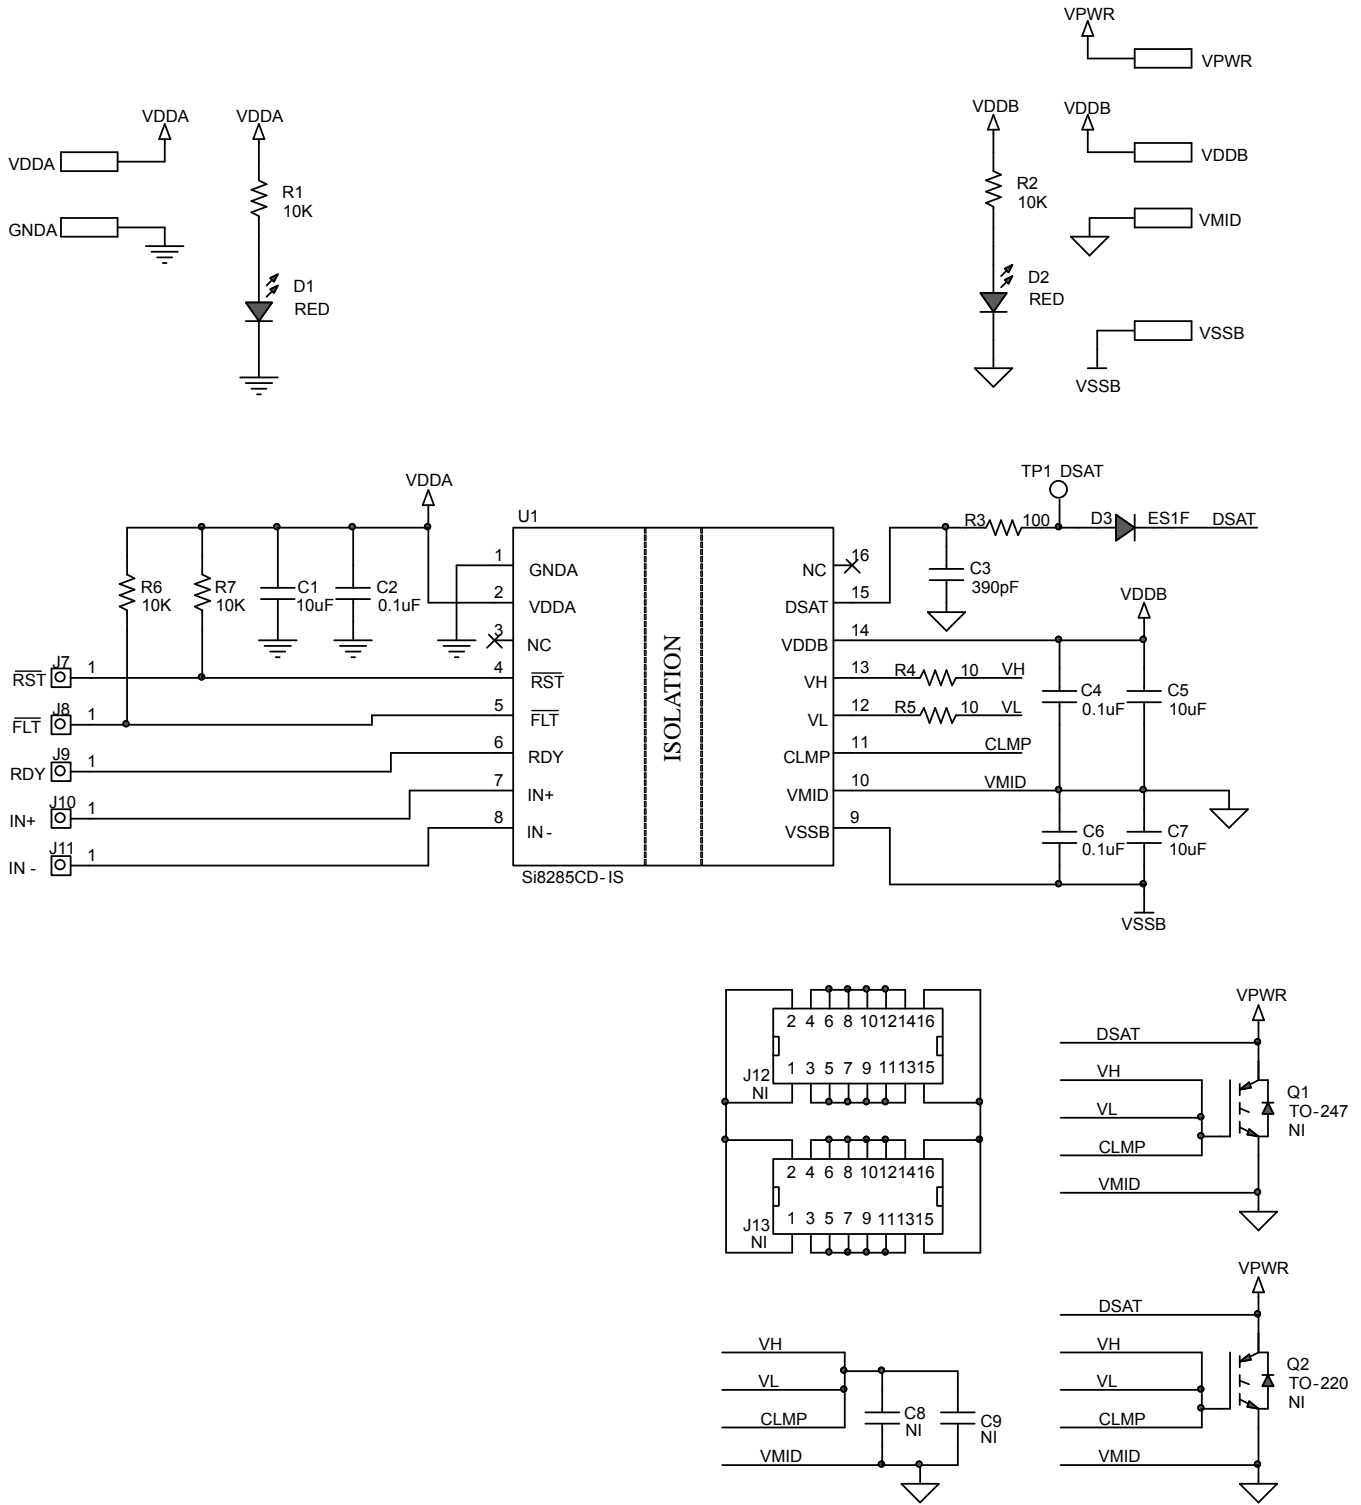 VPWR
VPWR
VDDA
VDDA
VDDB
VDDB
VDDA
VDDB
R1
10K
R2
10K
GNDA
VMID
D1
RED
D2
RED
VSSB
VSSB
TP1 DSAT
VDDA
U1
R3
100
D3
ES1F
DSAT
R6
10K
R7
10K
C1
10uF
C2
0.1uF
C3
390pF
VDDB
1
GNDA
2
VDDA
3
NC
4
RST
5
FLT
6
RDY
7
IN+
8
IN-
ISOLATION
16
NC
15
DSAT
14
VDDB
13
VH
12
VL
11
CLMP
10
VMID
9
VSSB
Si8285CD-IS
R4
10
VH
R5
10
VL
CLMP
VMID
C4
0.1uF
C5
10uF
C6
0.1uF
C7
10uF
VSSB
J7
RST
1
J8
FLT
1
J9
RDY
1
J10
IN+
1
J11
IN -
1
2 4 6 8 10 12 14 16
1 3 5 7 9 11 13 15
J12
NI
2 4 6 8 10 12 14 16
1 3 5 7 9 11 13 15
J13
NI
VPWR
DSAT
VH
VL
CLMP
VMID
Q1
TO-247
NI
VPWR
DSAT
VH
VL
CLMP
VMID
Q2
TO-220
NI
VH
VL
CLMP
VMID
C8
NI
C9
NI